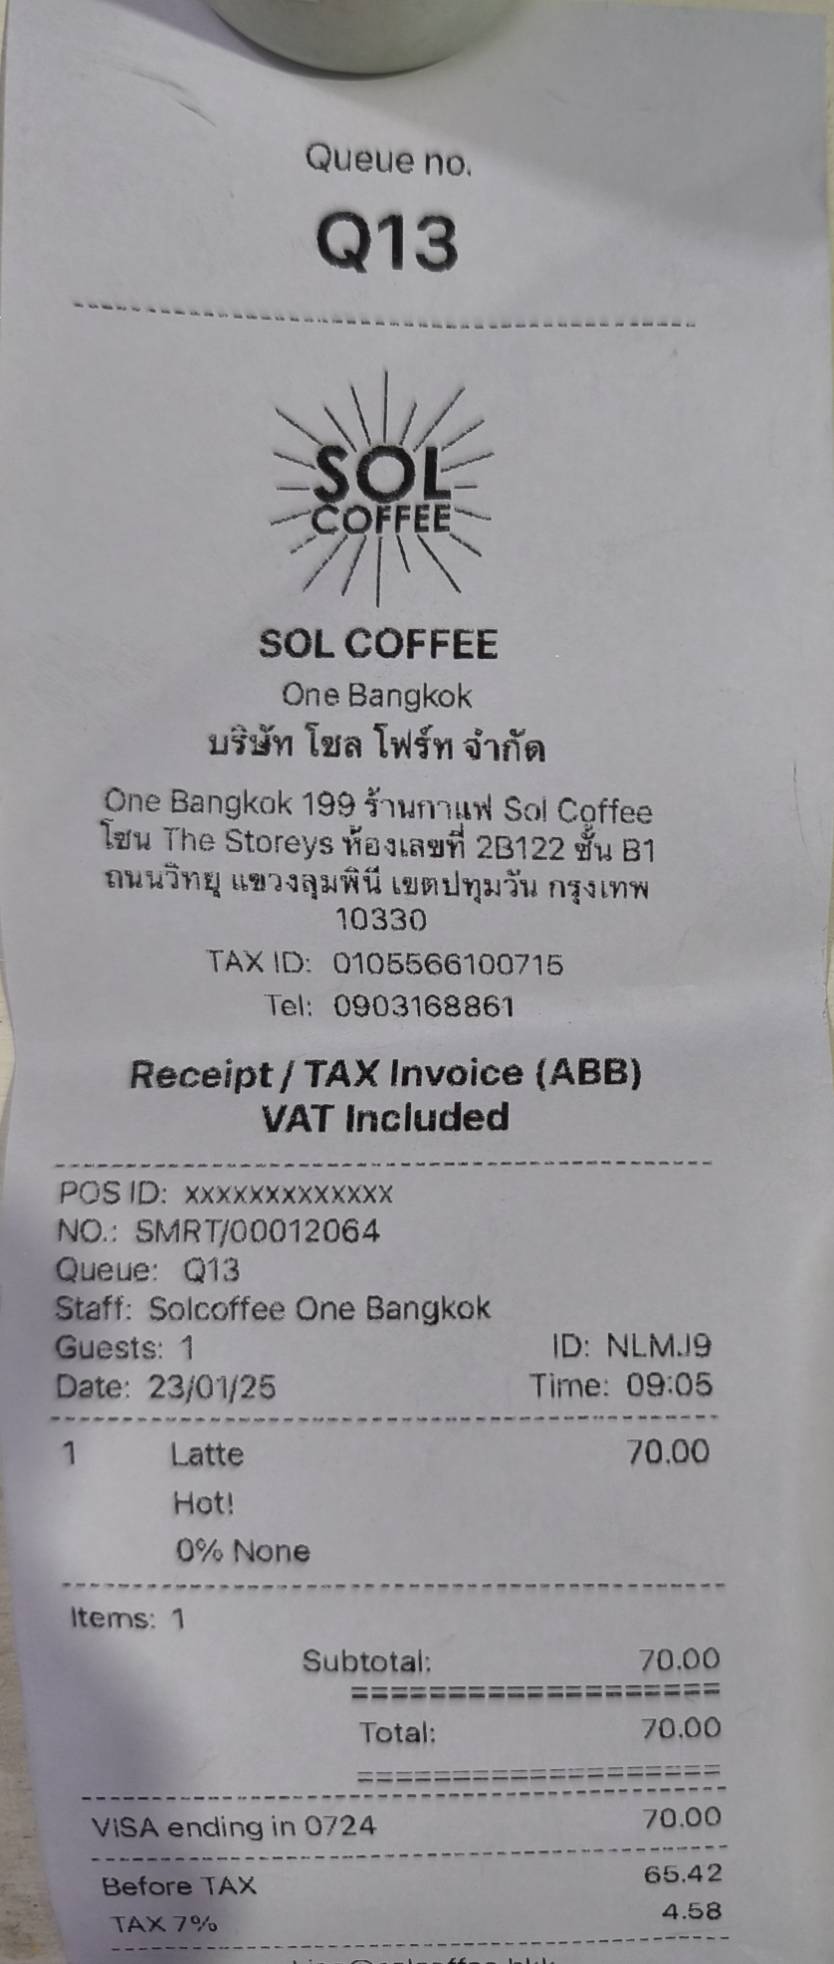 Queue no.
Q13
SOL
COFFEE
SOL COFFEE
One Bangkok
บริษัท โซล โฟร์ท จำกัด
One Bangkok 199 ร้านกาแฟ Sol Coffee
โซน The Storeys ห้องเลขที่ 2B122 ชั้น B1
ถนนวิทยุ แขวงลุมพินี เขตปทุมวัน กรุงเทพ
10330
TAX ID: 0105566100715
Tel: 0903168861
Receipt / TAX Invoice (ABB)
VAT Included
POS ID: xxxxxxxxxxxxx
NO.: SMRT/00012064
Queue: Q13
Staff: Solcoffee One Bangkok
Guests: 1 ID: NLMJ9
Date: 23/01/25 Time: 09:05
1 Latte 70.00
Hot!
0% None
Items: 1
Subtotal: 70.00
===================
Total: 70.00
===================
VISA ending in 0724 70.00
Before TAX 65.42
TAX 7% 4.58